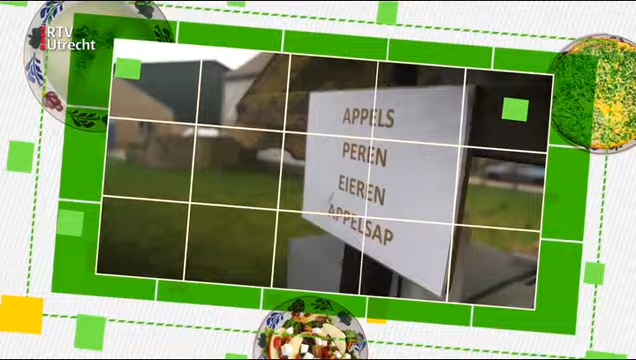 RTV
Utrecht
APPELS
PEREN
EIEREN
APPELSAP